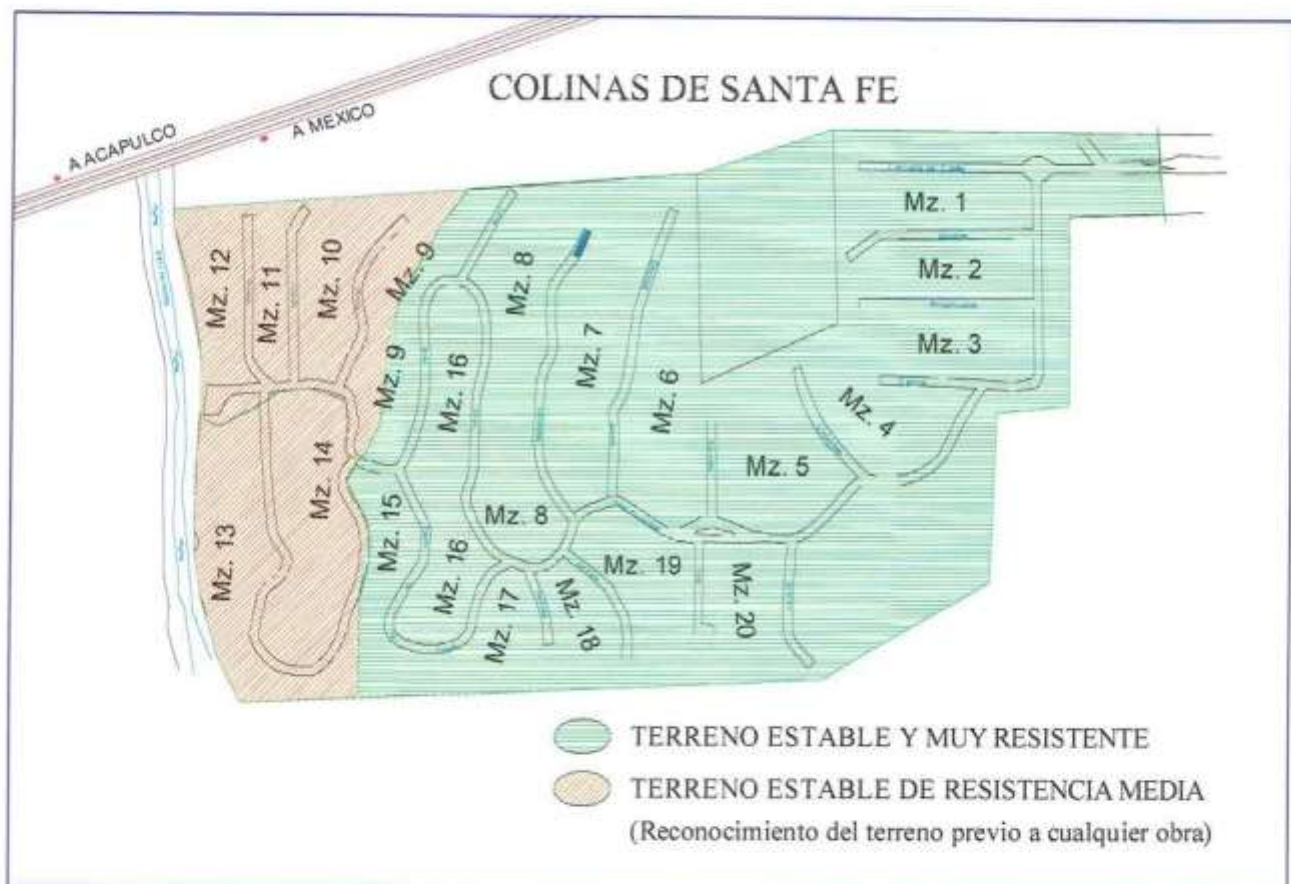 COLINAS DE SANTA FE
A ACAPULCO
A MEXICO
Mz. 1
Mz. 2
Mz. 3
Mz. 4
Mz. 5
Mz. 6
Mz. 7
Mz. 8
Mz. 9
Mz. 10
Mz. 11
Mz. 12
Mz. 9
Mz. 16
Mz. 14
Mz. 13
Mz. 15
Mz. 16
Mz. 8
Mz. 17
Mz. 18
Mz. 19
Mz. 20
TERRENO ESTABLE Y MUY RESISTENTE
TERRENO ESTABLE DE RESISTENCIA MEDIA
(Reconocimiento del terreno previo a cualquier obra)